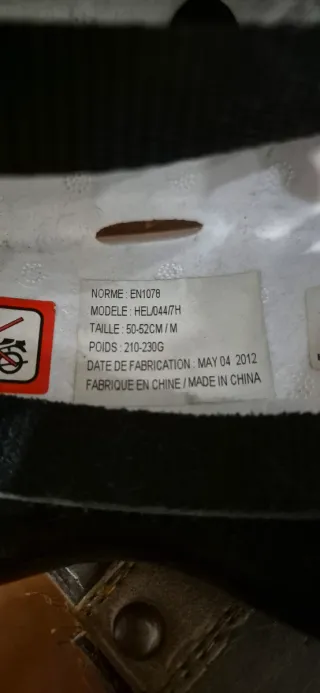 NORME : EN1078
MODELE : HEL/044/7H
TAILLE : 50-52CM / M
POIDS : 210-230G
DATE DE FABRICATION : MAY 04 2012
FABRIQUE EN CHINE / MADE IN CHINA